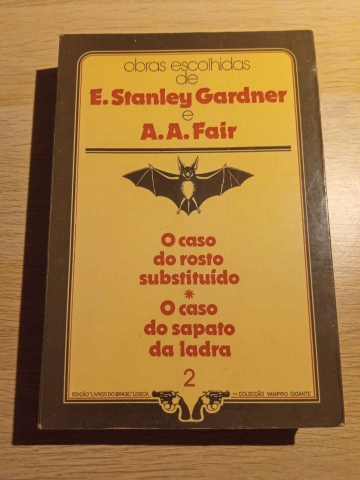 obras escolhidas
de
E. Stanley Gardner
e
A.A. Fair
O caso
do rosto
substituído
*
O caso
do sapato
da ladra
2
EDIÇÃO "LIVROS DO BRASIL" LISBOA
COLECÇÃO VAMPIRO GIGANTE